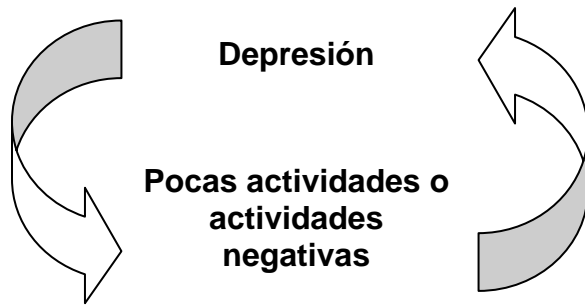 Depresión
Pocas actividades o
actividades
negativas